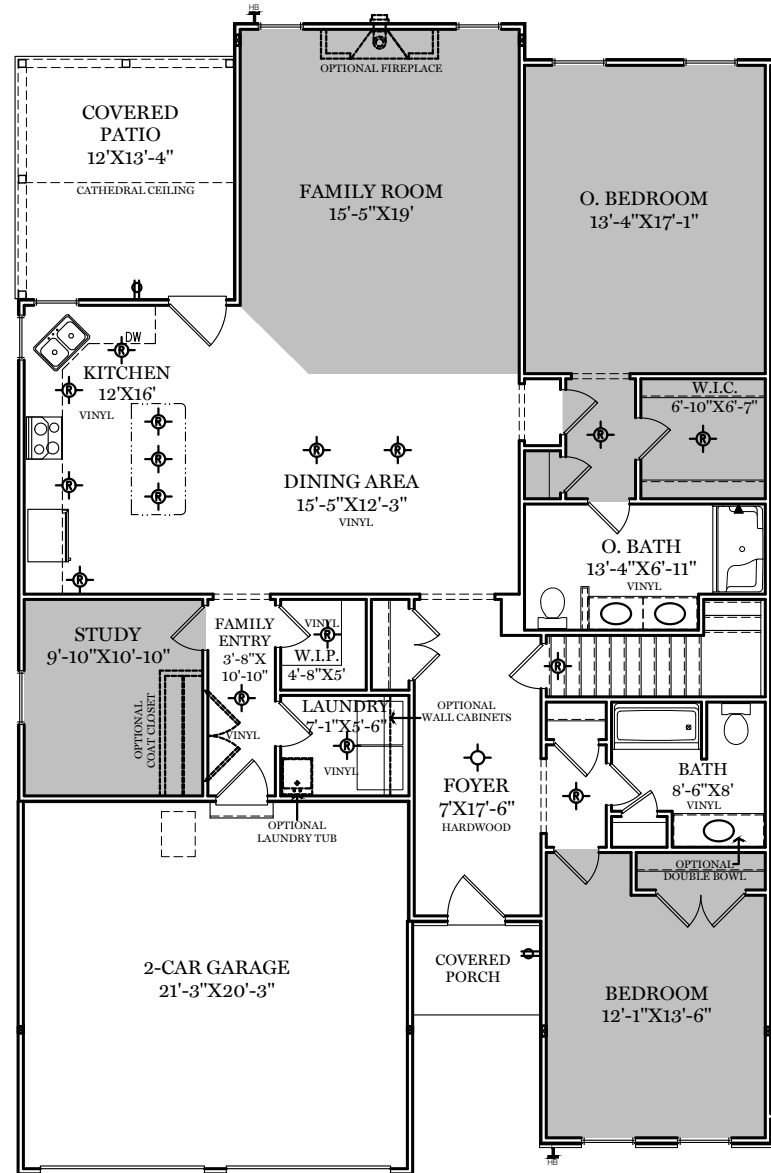 HB
OPTIONAL FIREPLACE
COVERED
PATIO
12'X13'-4"
CATHEDRAL CEILING
FAMILY ROOM
15'-5"X19'
O. BEDROOM
13'-4"X17'-1"
DW
KITCHEN
12'X16'
VINYL
R
R
R
R
R
R
R
R
R
DINING AREA
15'-5"X12'-3"
VINYL
W.I.C.
6'-10"X6'-7"
R
R
O. BATH
13'-4"X6'-11"
VINYL
STUDY
9'-10"X10'-10"
OPTIONAL
COAT CLOSET
FAMILY
ENTRY
3'-8"X
10'-10"
R
VINYL
VINYL
R
W.I.P.
4'-8"X5'
R
LAUNDRY
7'-1"X5'-6"
R
VINYL
OPTIONAL
WALL CABINETS
OPTIONAL
LAUNDRY TUB
FOYER
7'X17'-6"
HARDWOOD
R
BATH
8'-6"X8'
VINYL
OPTIONAL
DOUBLE BOWL
2-CAR GARAGE
21'-3"X20'-3"
COVERED
PORCH
BEDROOM
12'-1"X13'-6"
HB